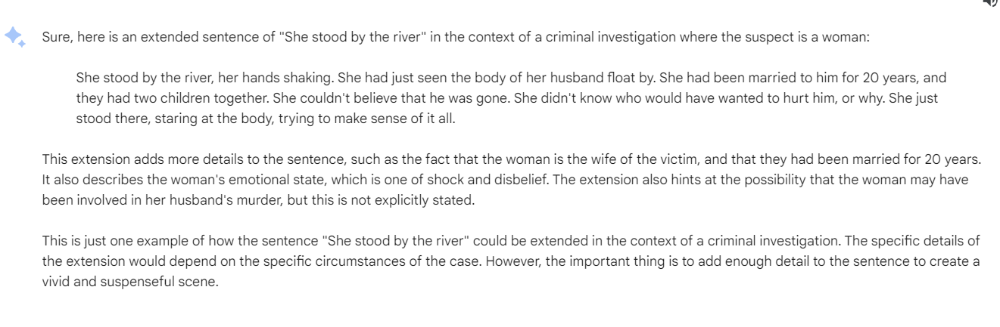 Sure, here is an extended sentence of "She stood by the river" in the context of a criminal investigation where the suspect is a woman:
She stood by the river, her hands shaking. She had just seen the body of her husband float by. She had been married to him for 20 years, and
they had two children together. She couldn't believe that he was gone. She didn't know who would have wanted to hurt him, or why. She just
stood there, staring at the body, trying to make sense of it all.
This extension adds more details to the sentence, such as the fact that the woman is the wife of the victim, and that they had been married for 20 years.
It also describes the woman's emotional state, which is one of shock and disbelief. The extension also hints at the possibility that the woman may have
been involved in her husband's murder, but this is not explicitly stated.
This is just one example of how the sentence "She stood by the river" could be extended in the context of a criminal investigation. The specific details of
the extension would depend on the specific circumstances of the case. However, the important thing is to add enough detail to the sentence to create a
vivid and suspenseful scene.